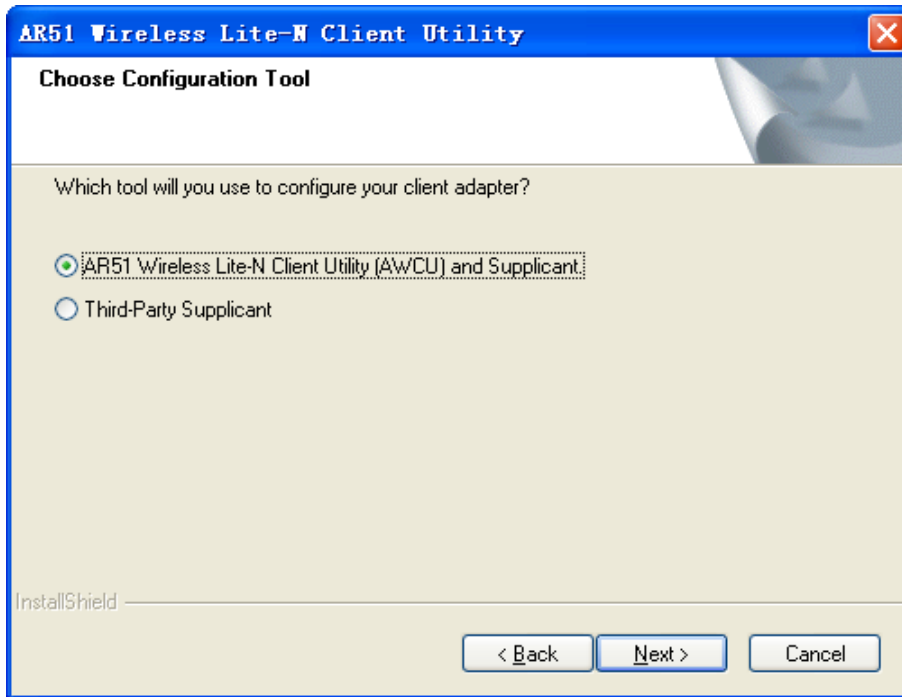 AR51 Wireless Lite-N Client Utility
Choose Configuration Tool
Which tool will you use to configure your client adapter?
AR51 Wireless Lite-N Client Utility (AWCU) and Supplicant.
Third-Party Supplicant
InstallShield
< Back
Next >
Cancel